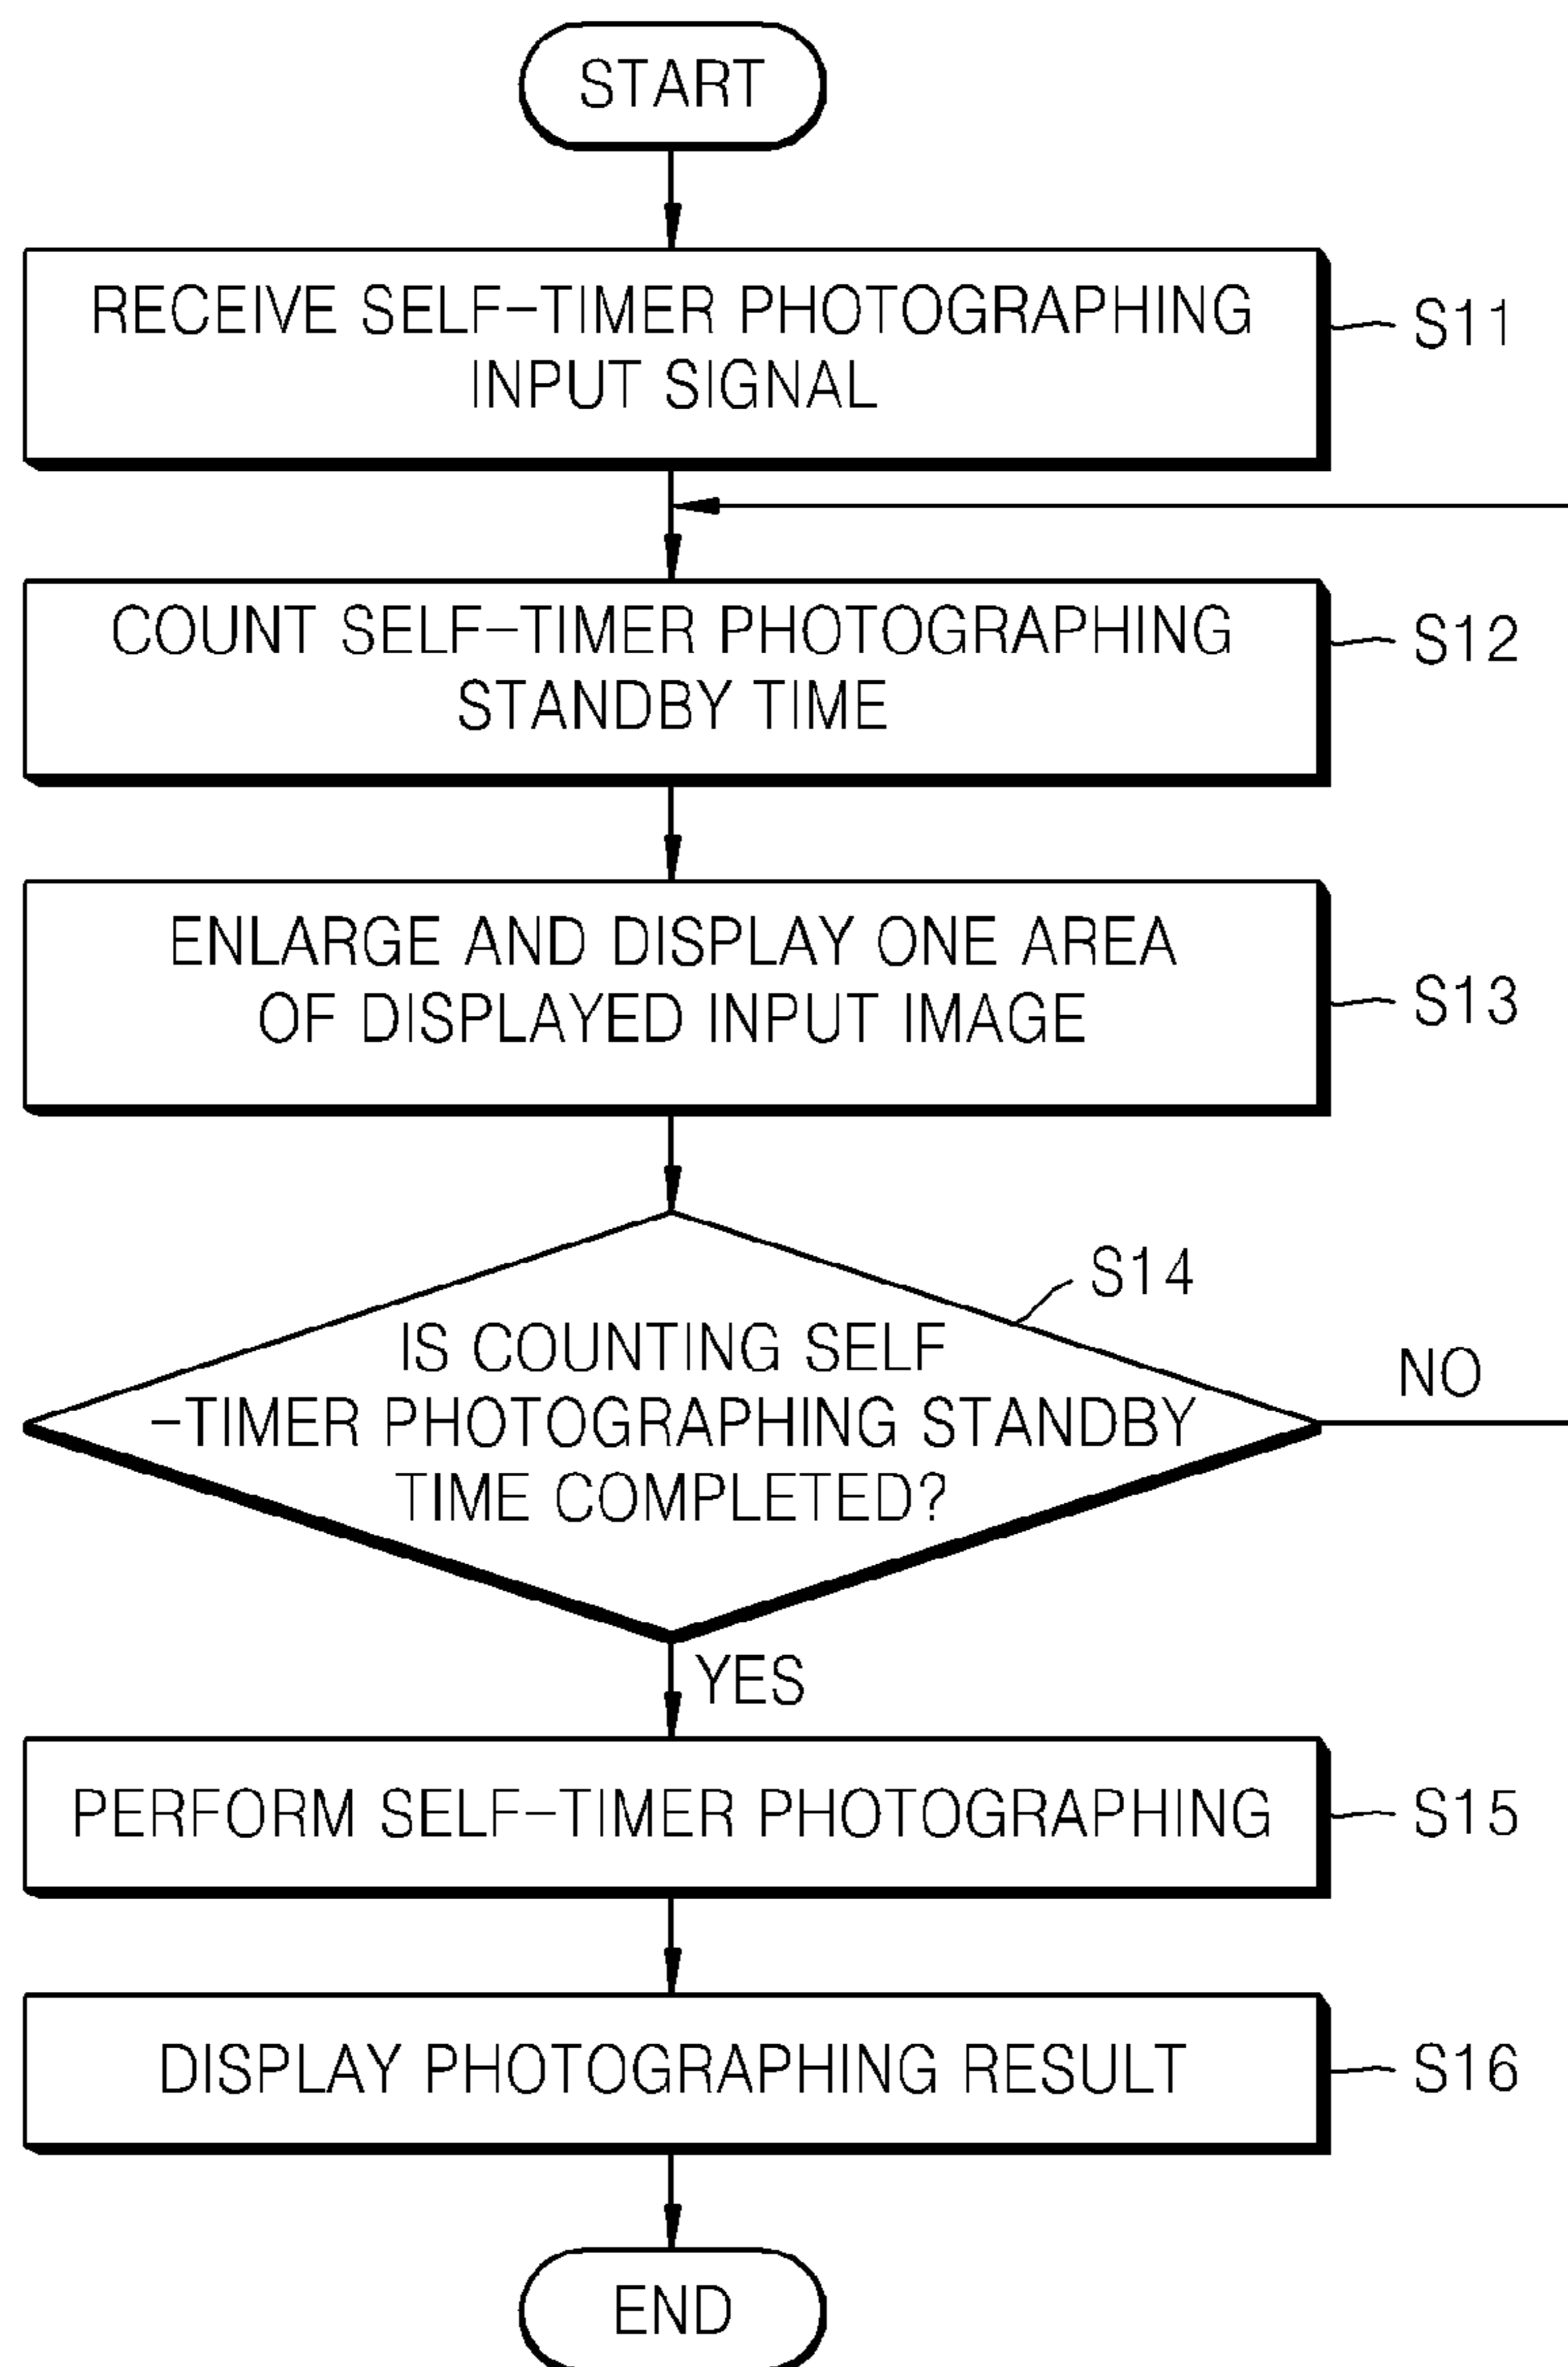 START
RECEIVE SELF-TIMER PHOTOGRAPHING
INPUT SIGNAL
S11
COUNT SELF-TIMER PHOTOGRAPHING
STANDBY TIME
S12
ENLARGE AND DISPLAY ONE AREA
OF DISPLAYED INPUT IMAGE
S13
S14
IS COUNTING SELF
-TIMER PHOTOGRAPHING STANDBY
TIME COMPLETED?
NO
YES
PERFORM SELF-TIMER PHOTOGRAPHING
S15
DISPLAY PHOTOGRAPHING RESULT
S16
END